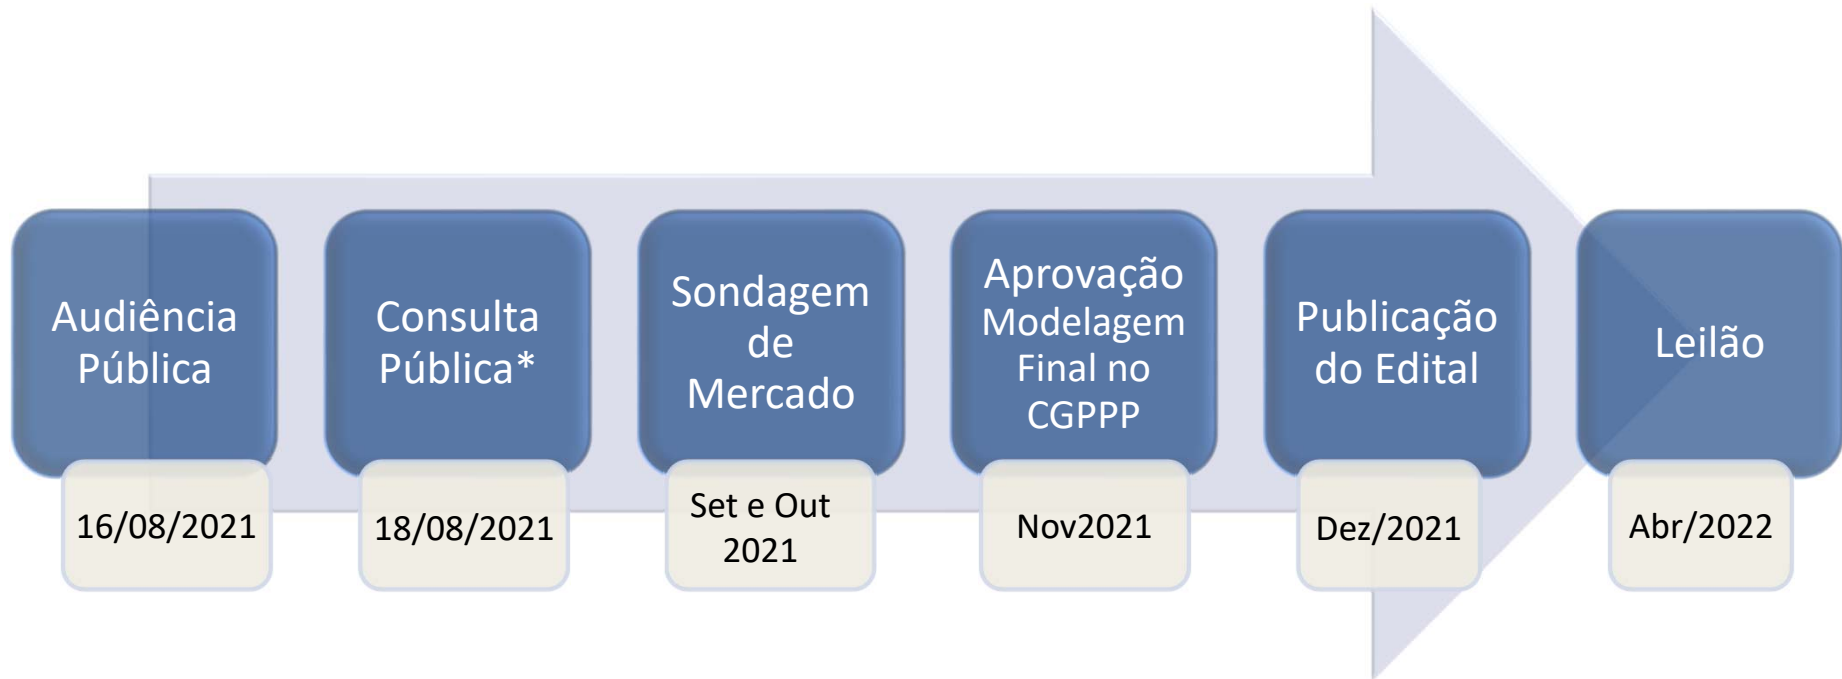 Audiência
Pública
16/08/2021
Consulta
Pública*
18/08/2021
Sondagem
de
Mercado
Set e Out
2021
Aprovação
Modelagem
Final no
CGPPP
Nov2021
Publicação
do Edital
Dez/2021
Leilão
Abr/2022